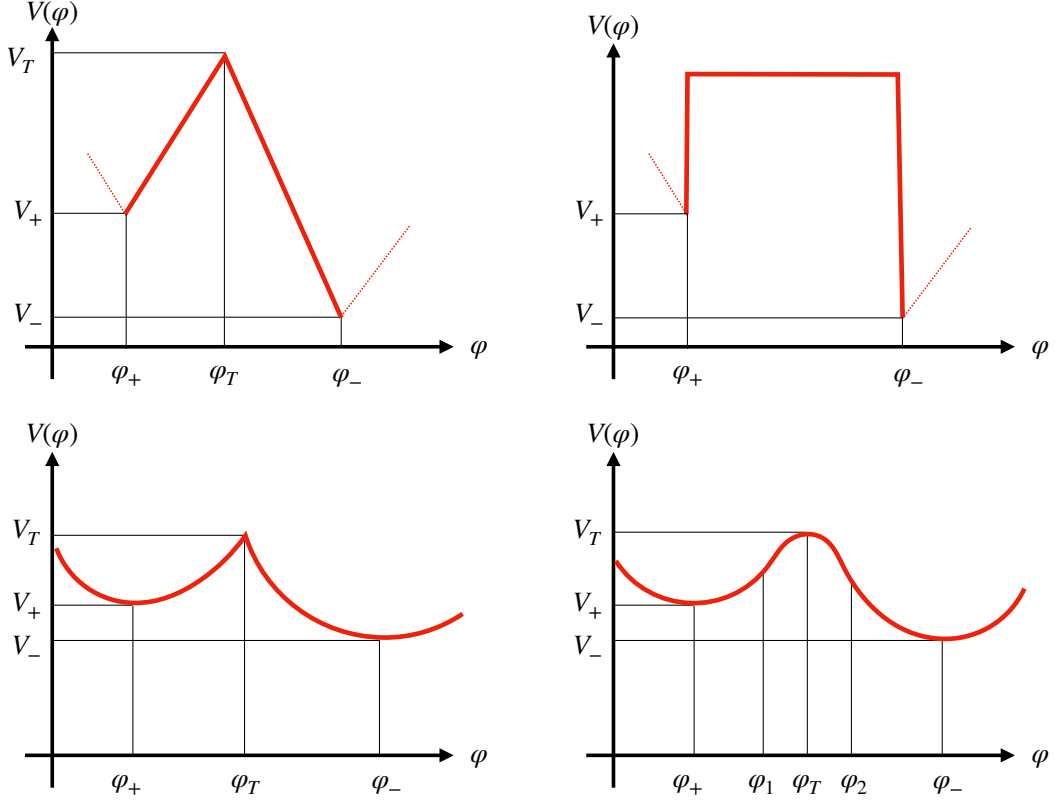 V(φ)
V_T
V_+
V_−
φ_+
φ_T
φ_−
φ
V(φ)
V_+
V_−
φ_+
φ_−
φ
V(φ)
V_T
V_+
V_−
φ_+
φ_T
φ_−
φ
V(φ)
V_T
V_+
V_−
φ_+
φ_1
φ_T
φ_2
φ_−
φ